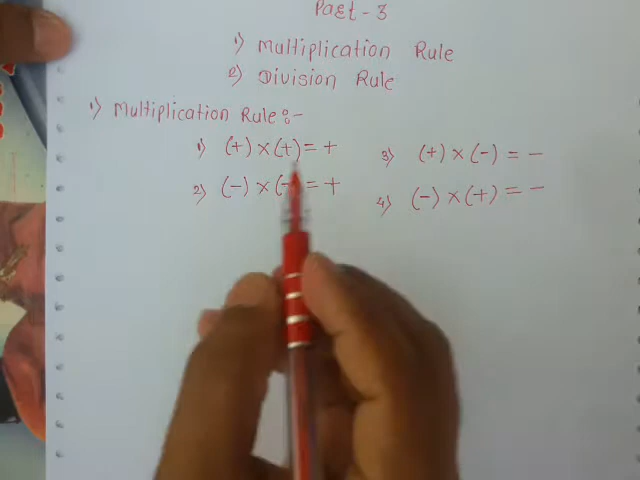 Part - 3
1) Multiplication Rule
2) Division Rule
1) Multiplication Rule :-
1) (+) × (+) = +
3) (+) × (-) = -
2) (-) × (-) = +
4) (-) × (+) = -